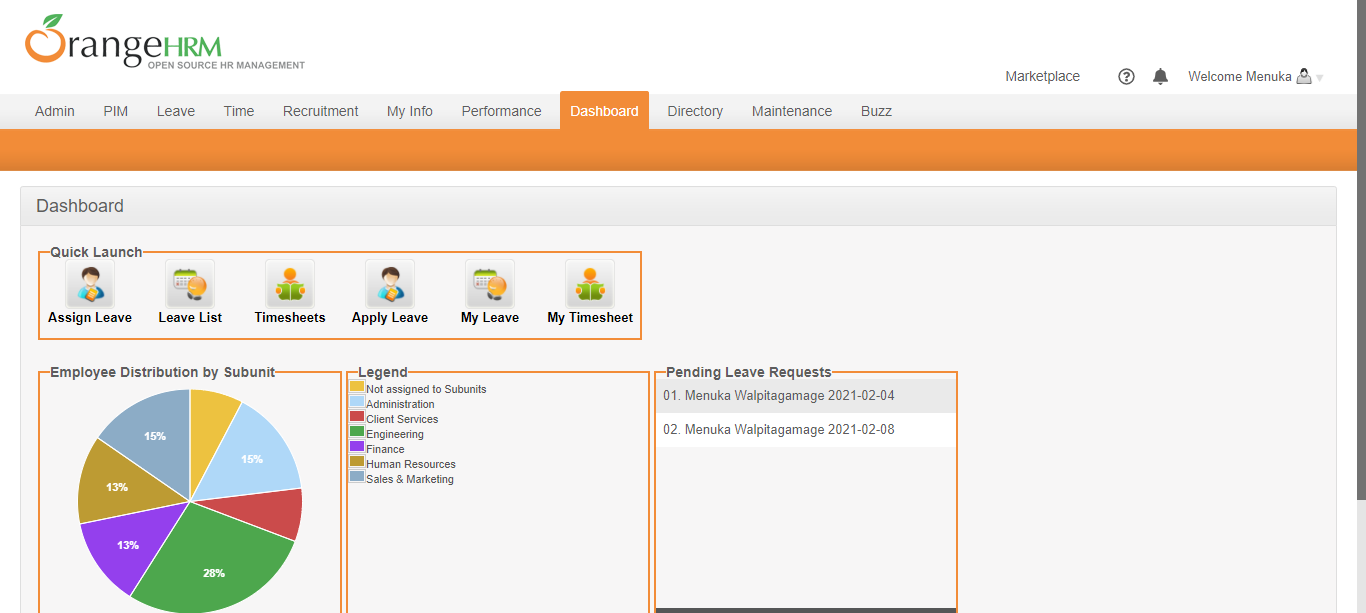 OrangeHRM
OPEN SOURCE HR MANAGEMENT
Marketplace ? Welcome Menuka
Admin PIM Leave Time Recruitment My Info Performance Dashboard Directory Maintenance Buzz
Dashboard
Quick Launch
Assign Leave Leave List Timesheets Apply Leave My Leave My Timesheet
Employee Distribution by Subunit
15%
15%
13%
13%
28%
Legend
Not assigned to Subunits
Administration
Client Services
Engineering
Finance
Human Resources
Sales & Marketing
Pending Leave Requests
01. Menuka Walpitagamage 2021-02-04
02. Menuka Walpitagamage 2021-02-08